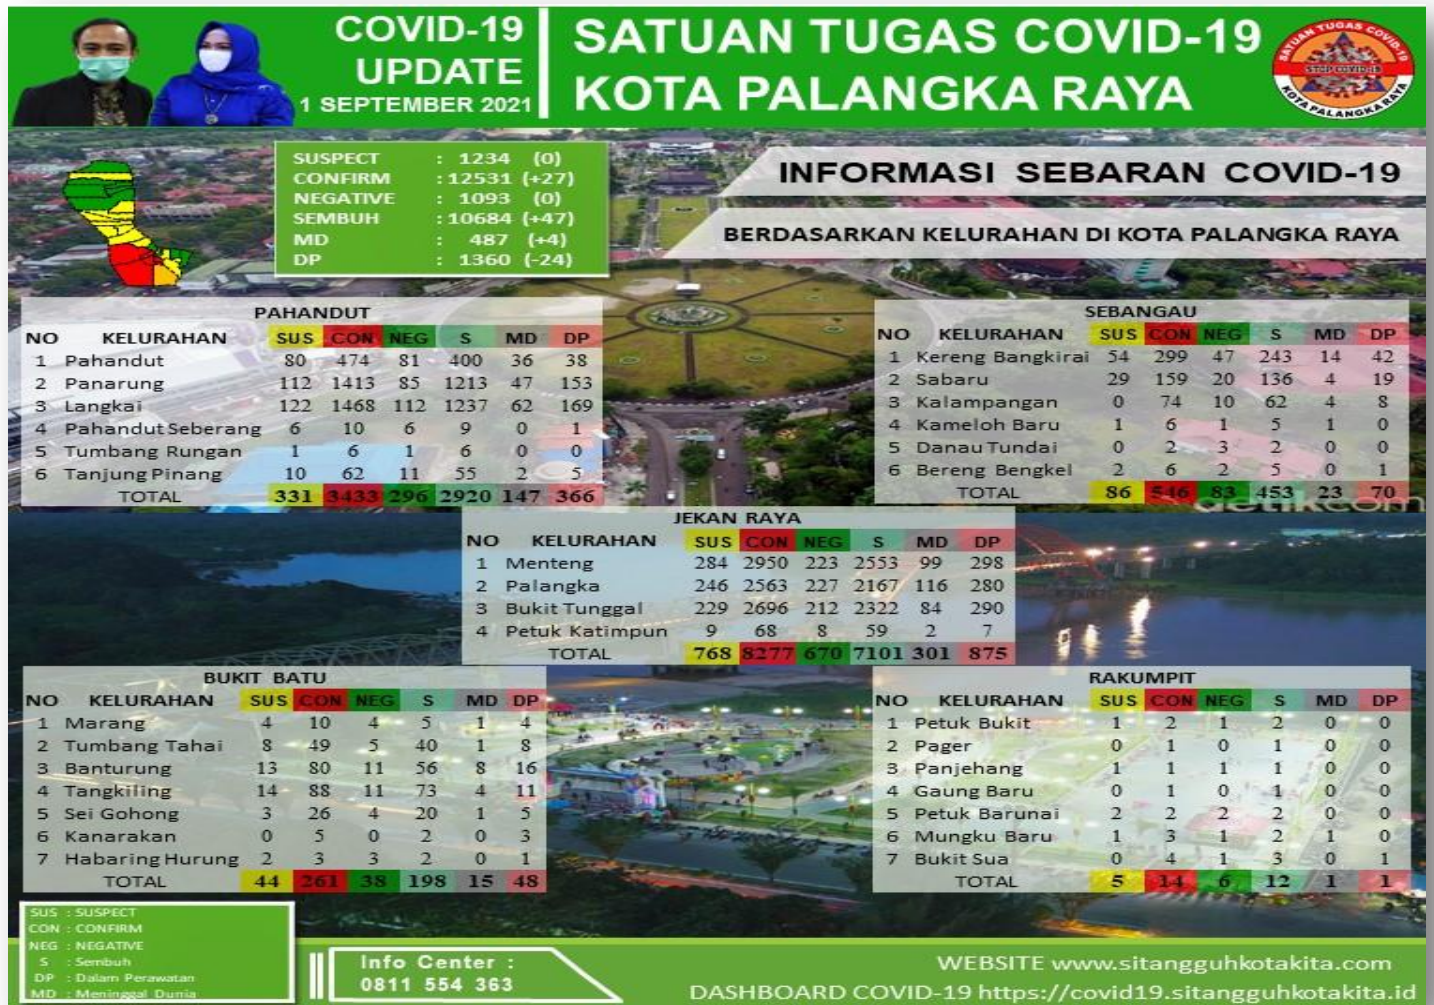 COVID-19
UPDATE
1 SEPTEMBER 2021
SATUAN TUGAS COVID-19
KOTA PALANGKA RAYA
SATUAN TUGAS COVID-19
STOP COVID-19
KOTA PALANGKA RAYA
SUSPECT : 1234 (0)
CONFIRM : 12531 (+27)
NEGATIVE : 1093 (0)
SEMBUH : 10684 (+47)
MD : 487 (+4)
DP : 1360 (-24)
INFORMASI SEBARAN COVID-19
BERDASARKAN KELURAHAN DI KOTA PALANGKA RAYA
PAHANDUT
NO KELURAHAN SUS CON NEG S MD DP
1 Pahandut 80 474 81 400 36 38
2 Panarung 112 1413 85 1213 47 153
3 Langkai 122 1468 112 1237 62 169
4 Pahandut Seberang 6 10 6 9 0 1
5 Tumbang Rungan 1 6 1 6 0 0
6 Tanjung Pinang 10 62 11 55 2 5
TOTAL 331 3433 296 2920 147 366
SEBANGAU
NO KELURAHAN SUS CON NEG S MD DP
1 Kereng Bangkirai 54 299 47 243 14 42
2 Sabaru 29 159 20 136 4 19
3 Kalampangan 0 74 10 62 4 8
4 Kameloh Baru 1 6 1 5 1 0
5 Danau Tundai 0 2 3 2 0 0
6 Bereng Bengkel 2 6 2 5 0 1
TOTAL 86 546 83 453 23 70
detikcom
JEKAN RAYA
NO KELURAHAN SUS CON NEG S MD DP
1 Menteng 284 2950 223 2553 99 298
2 Palangka 246 2563 227 2167 116 280
3 Bukit Tunggal 229 2696 212 2322 84 290
4 Petuk Katimpun 9 68 8 59 2 7
TOTAL 768 8277 670 7101 301 875
BUKIT BATU
NO KELURAHAN SUS CON NEG S MD DP
1 Marang 4 10 4 5 1 4
2 Tumbang Tahai 8 49 5 40 1 8
3 Banturung 13 80 11 56 8 16
4 Tangkiling 14 88 11 73 4 11
5 Sei Gohong 3 26 4 20 1 5
6 Kanarakan 0 5 0 2 0 3
7 Habaring Hurung 2 3 3 2 0 1
TOTAL 44 261 38 198 15 48
RAKUMPIT
NO KELURAHAN SUS CON NEG S MD DP
1 Petuk Bukit 1 2 1 2 0 0
2 Pager 0 1 0 1 0 0
3 Panjehang 1 1 1 1 0 0
4 Gaung Baru 0 1 0 1 0 0
5 Petuk Barunai 2 2 2 2 0 0
6 Mungku Baru 1 3 1 2 1 0
7 Bukit Sua 0 4 1 3 0 1
TOTAL 5 14 6 12 1 1
SUS : SUSPECT
CON : CONFIRM
NEG : NEGATIVE
S : Sembuh
DP : Dalam Perawatan
MD : Meninggal Dunia
Info Center :
0811 554 363
WEBSITE www.sitangguhkotakita.com
DASHBOARD COVID-19 https://covid19.sitangguhkotakita.id